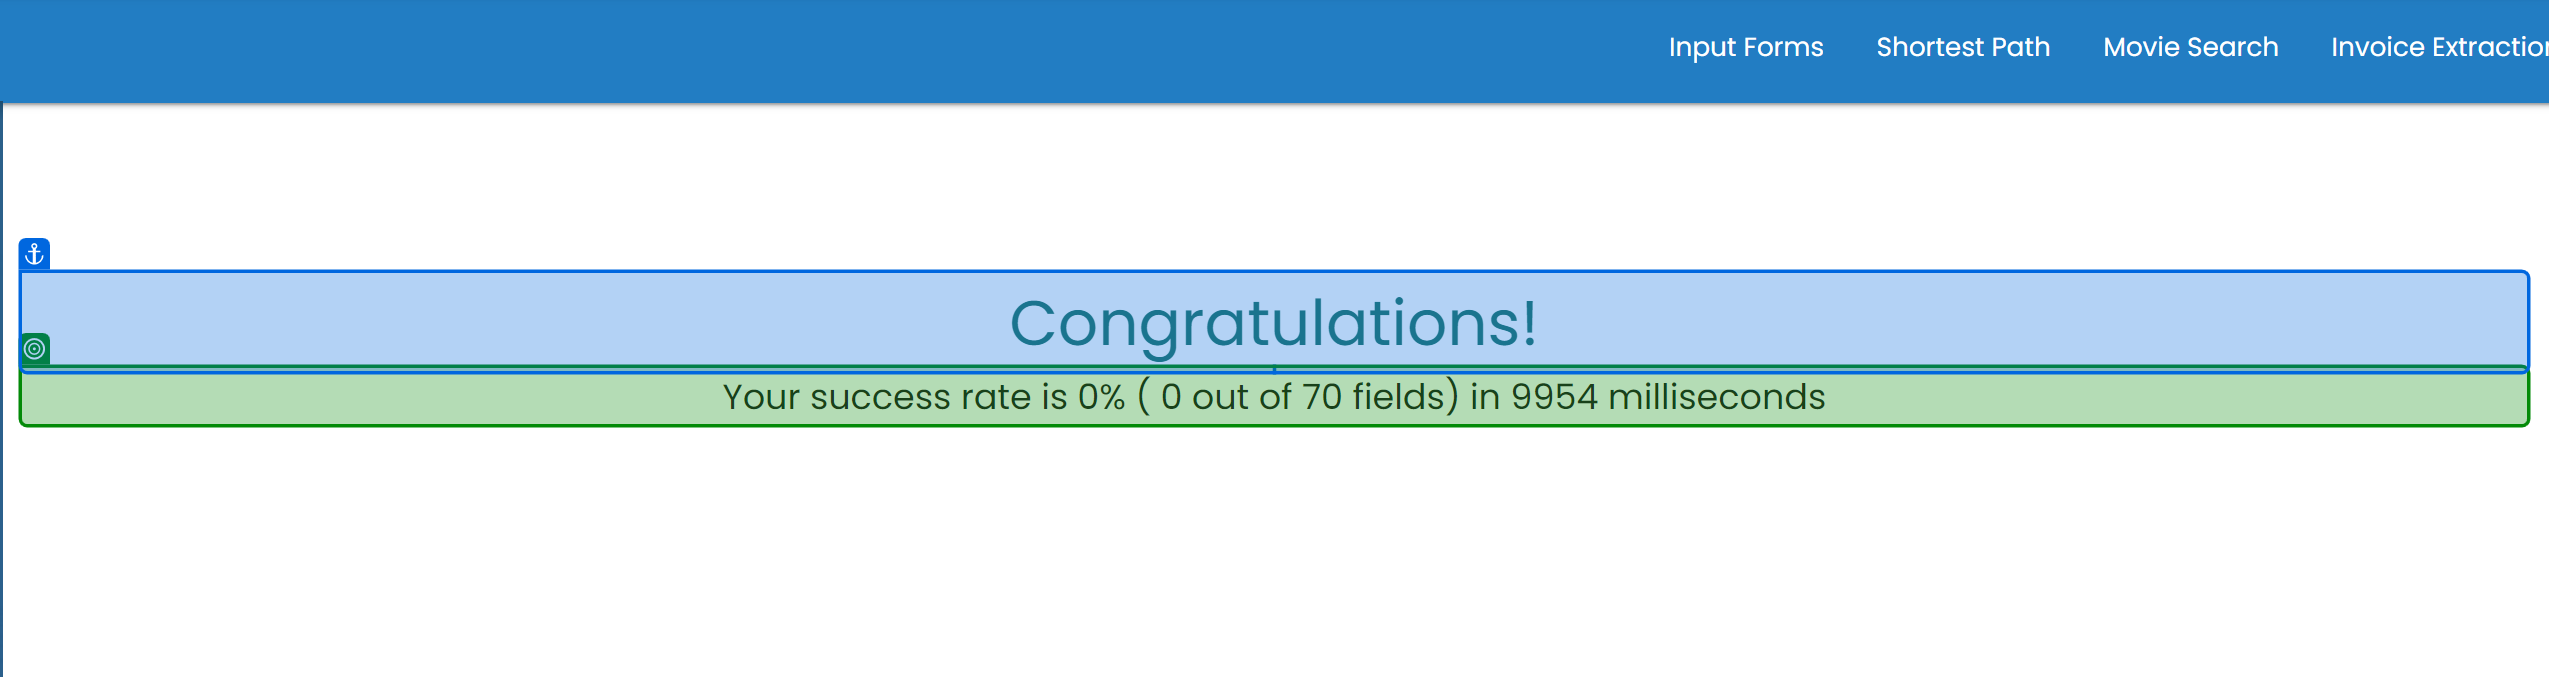 Input Forms Shortest Path Movie Search Invoice Extraction
Congratulations!
Your success rate is 0% ( 0 out of 70 fields) in 9954 milliseconds